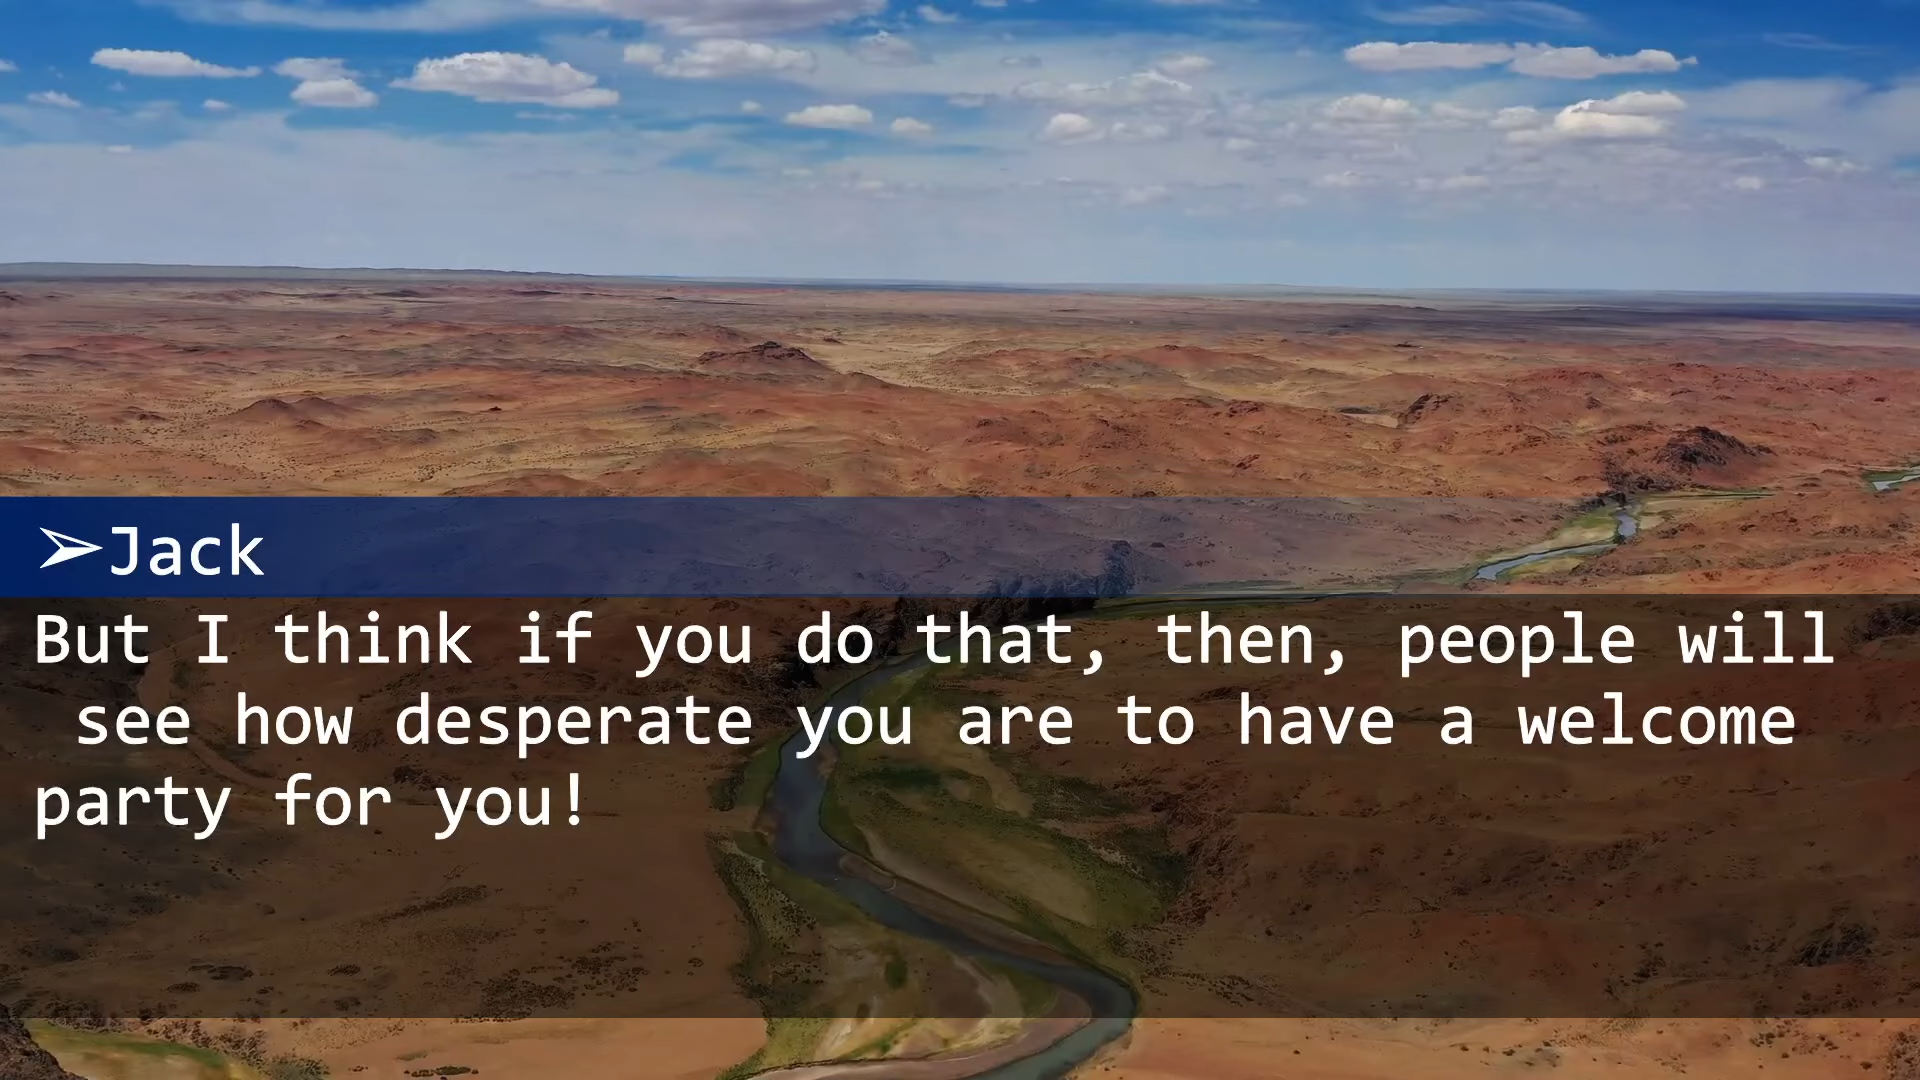 ➢Jack
But I think if you do that, then, people will
see how desperate you are to have a welcome
party for you!